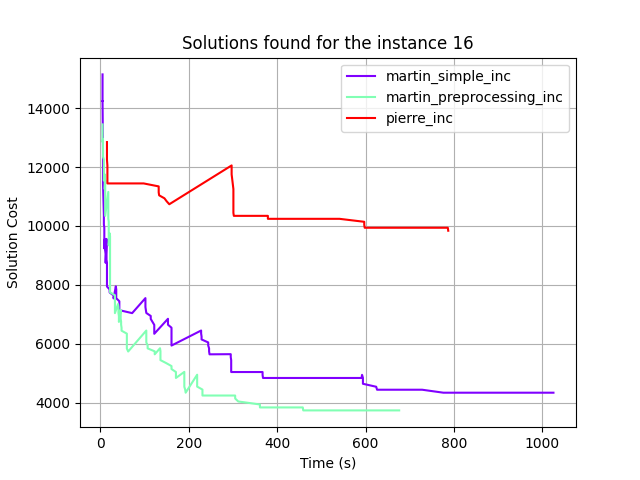 Solutions found for the instance 16
martin_simple_inc
martin_preprocessing_inc
pierre_inc
Solution Cost
14000
12000
10000
8000
6000
4000
0 200 400 600 800 1000
Time (s)